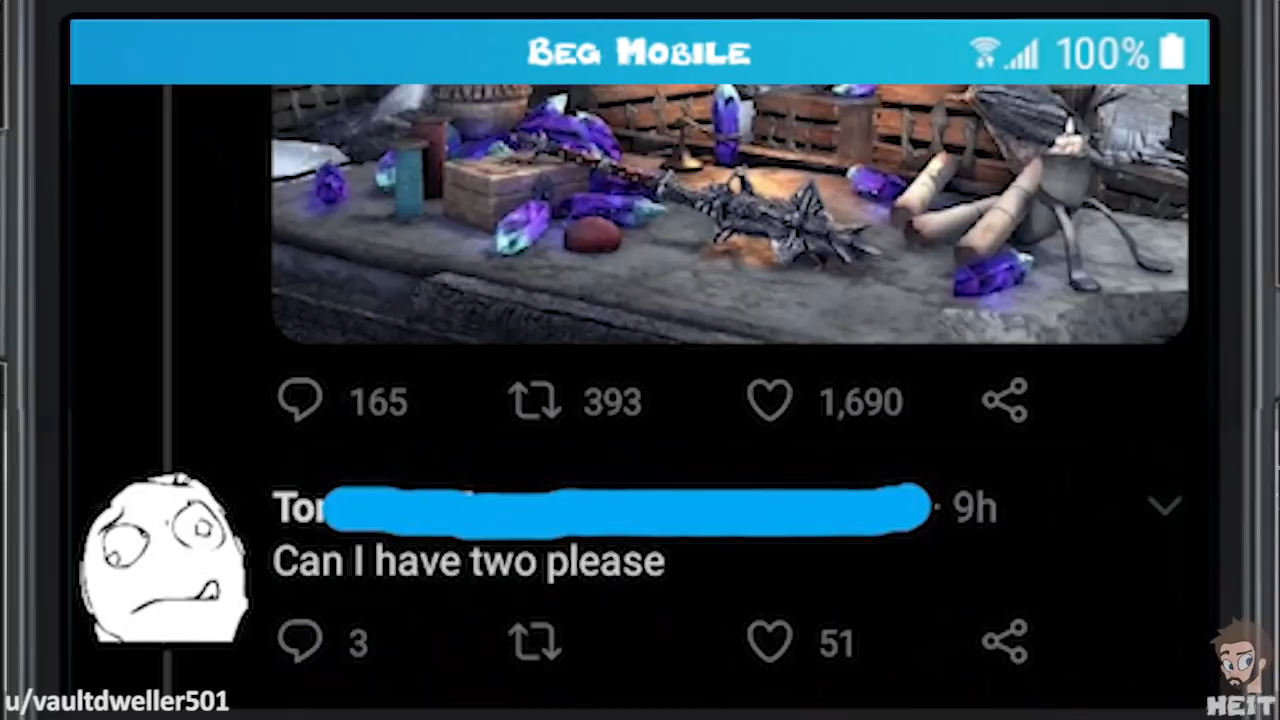 Beg Mobile
100%
165 393 1,690
Tor · 9h
Can I have two please
3 51
u/vaultdweller501
HEIT